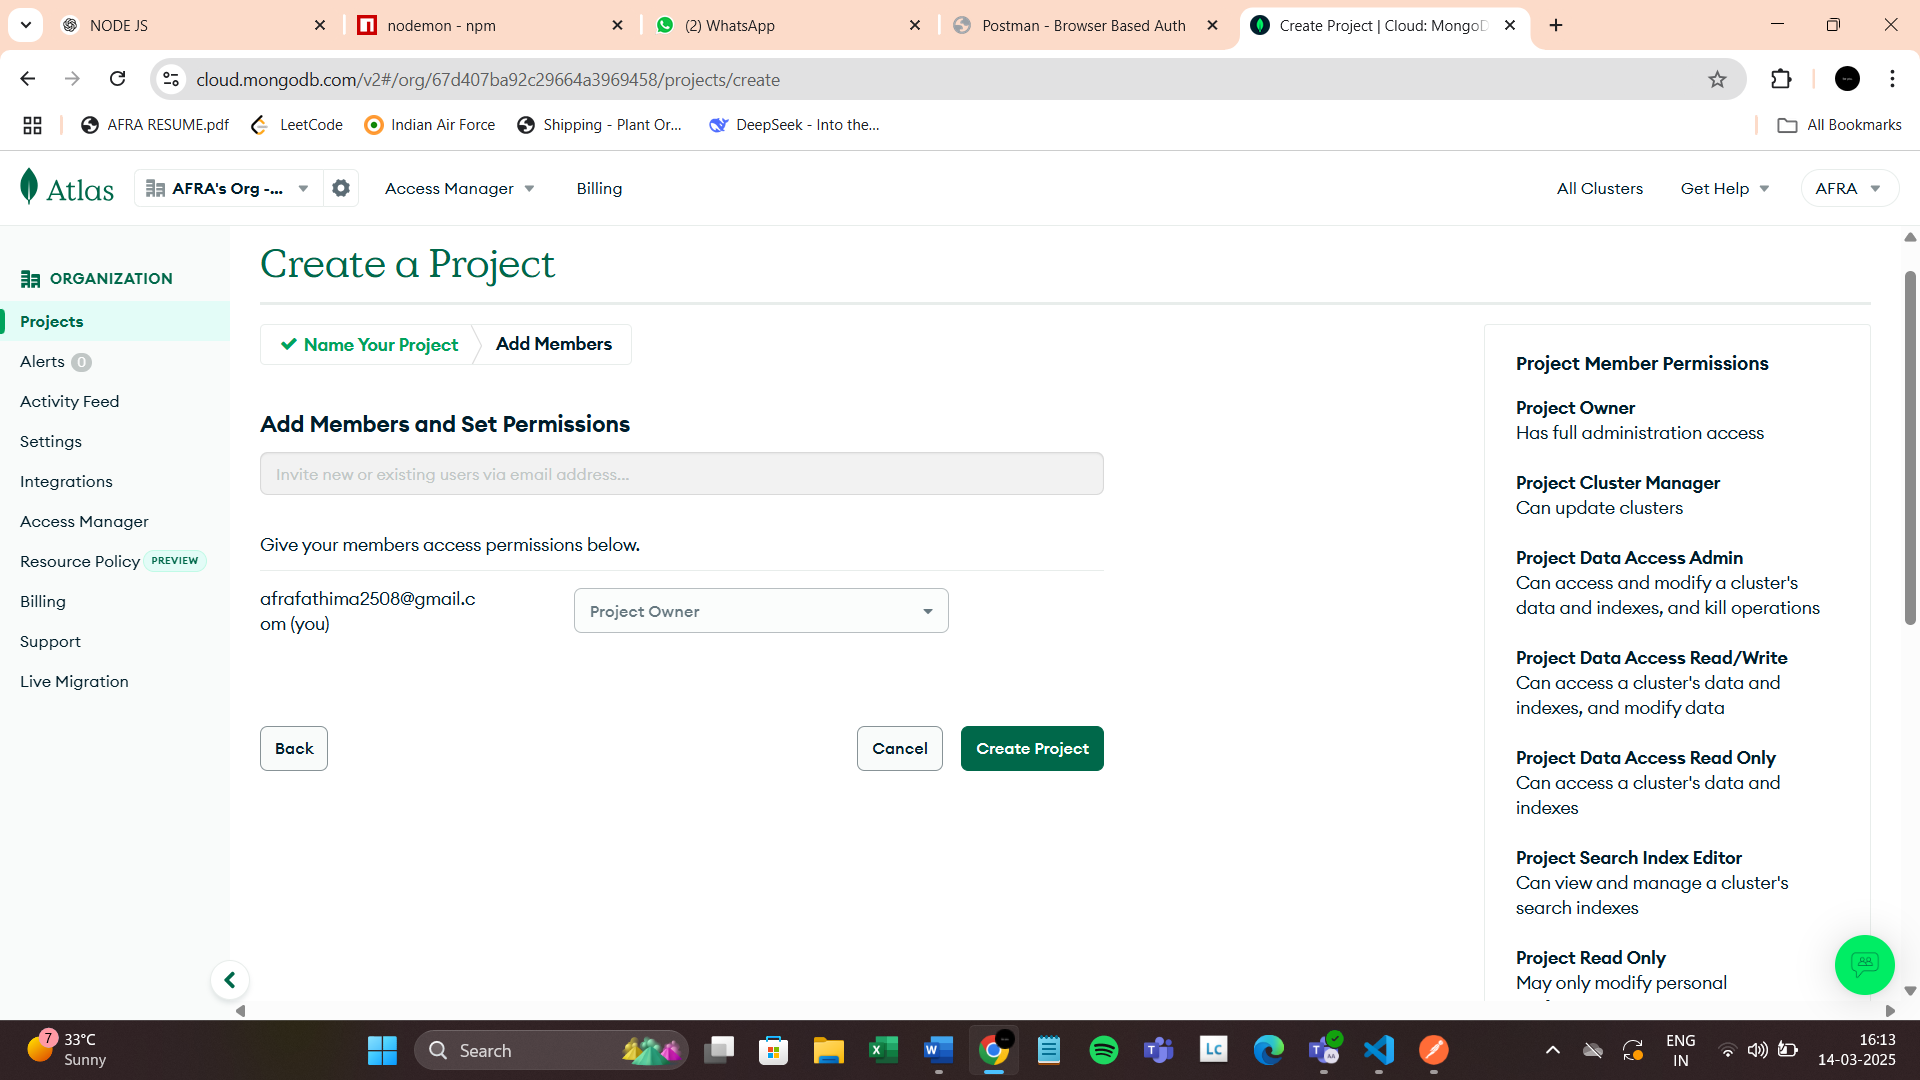 NODE JS
nodemon - npm
(2) WhatsApp
Postman - Browser Based Auth
Create Project | Cloud: MongoD
cloud.mongodb.com/v2#/org/67d407ba92c29664a3969458/projects/create
AFRA RESUME.pdf
LeetCode
Indian Air Force
Shipping - Plant Or...
DeepSeek - Into the...
All Bookmarks
Atlas
AFRA's Org -...
Access Manager
Billing
All Clusters
Get Help
AFRA
ORGANIZATION
Projects
Alerts 0
Activity Feed
Settings
Integrations
Access Manager
Resource Policy PREVIEW
Billing
Support
Live Migration
Create a Project
Name Your Project
Add Members
Add Members and Set Permissions
Invite new or existing users via email address...
Give your members access permissions below.
afrafathima2508@gmail.c
om (you)
Project Owner
Back
Cancel
Create Project
Project Member Permissions
Project Owner
Has full administration access
Project Cluster Manager
Can update clusters
Project Data Access Admin
Can access and modify a cluster's
data and indexes, and kill operations
Project Data Access Read/Write
Can access a cluster's data and
indexes, and modify data
Project Data Access Read Only
Can access a cluster's data and
indexes
Project Search Index Editor
Can view and manage a cluster's
search indexes
Project Read Only
May only modify personal
7
33°C
Sunny
Search
LC
ENG
IN
16:13
14-03-2025